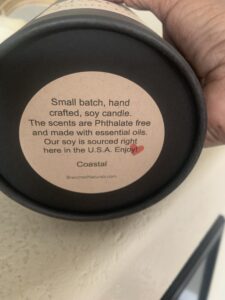 Small batch, hand
crafted, soy candle.
The scents are Phthalate free
and made with essential oils.
Our soy is sourced right
here in the U.S.A. Enjoy!
Coastal